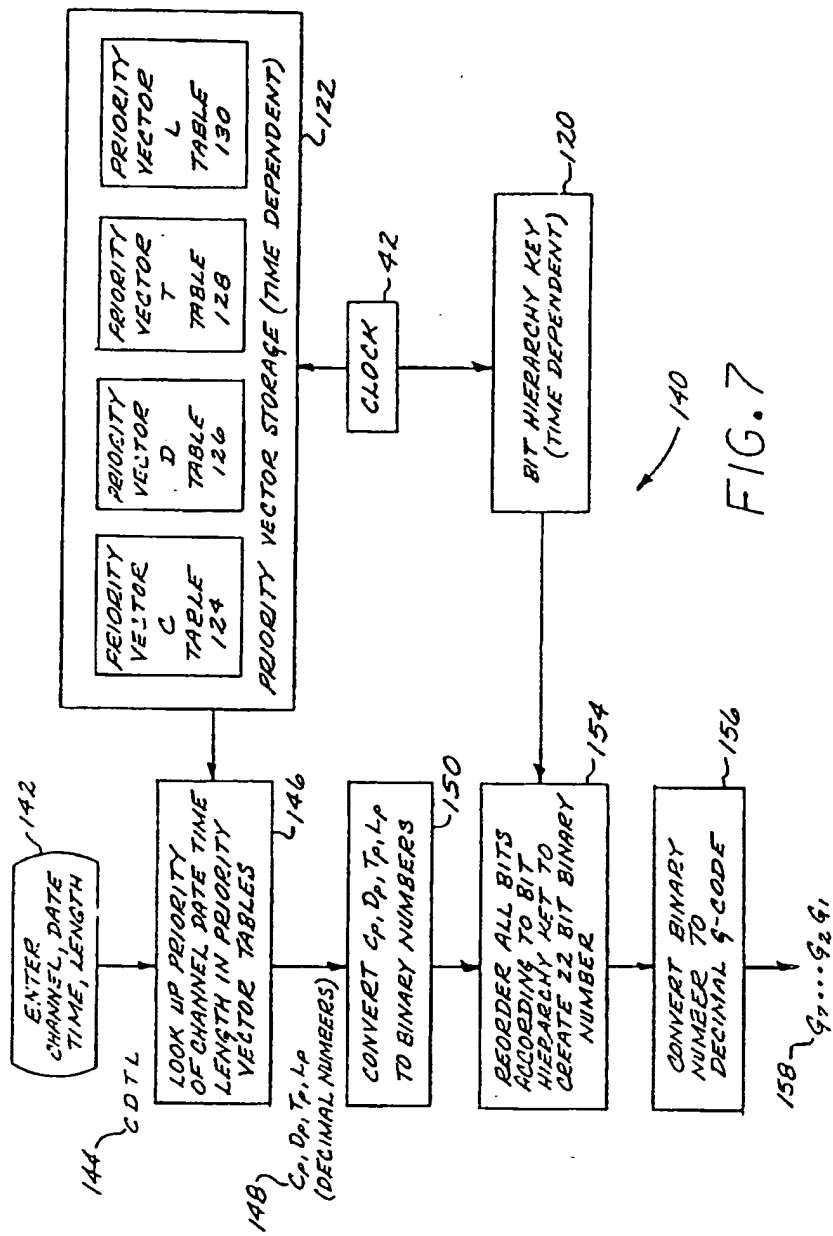 ENTER
CHANNEL, DATE
TIME, LENGTH
142
144
C D T L
LOOK UP PRIORITY
OF CHANNEL DATE TIME
LENGTH IN PRIORITY
VECTOR TABLES
146
148
Cp, Dp, Tp, Lp
(DECIMAL NUMBERS)
CONVERT Cp, Dp, Tp, Lp
TO BINARY NUMBERS
150
REORDER ALL BITS
ACCORDING TO BIT
HIERARCHY KEY TO
CREATE 22 BIT BINARY
NUMBER
154
CONVERT BINARY
NUMBER TO
DECIMAL G-CODE
156
158
G7....G2G1
PRIORITY
VECTOR
C
TABLE
124
PRIORITY
VECTOR
D
TABLE
126
PRIORITY
VECTOR
T
TABLE
128
PRIORITY
VECTOR
L
TABLE
130
PRIORITY VECTOR STORAGE (TIME DEPENDENT)
122
CLOCK
42
BIT HIERARCHY KEY
(TIME DEPENDENT)
120
140
FIG. 7